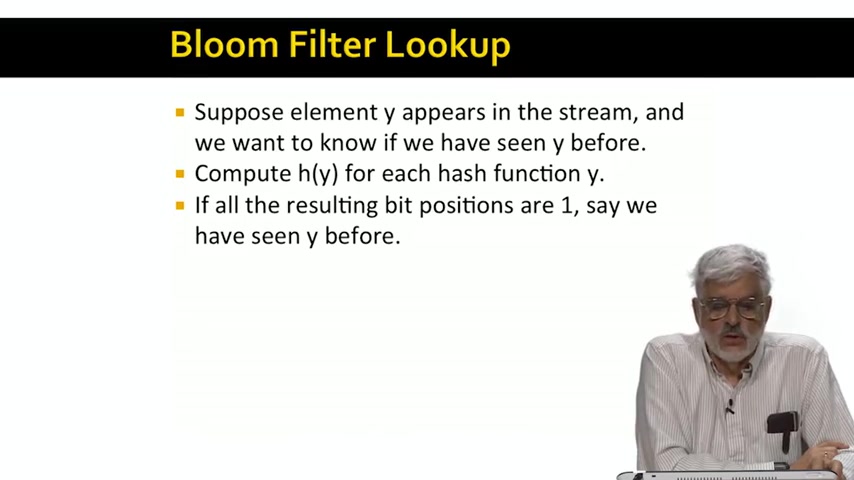 Bloom Filter Lookup
Suppose element y appears in the stream, and
we want to know if we have seen y before.
Compute h(y) for each hash function y.
If all the resulting bit positions are 1, say we
have seen y before.